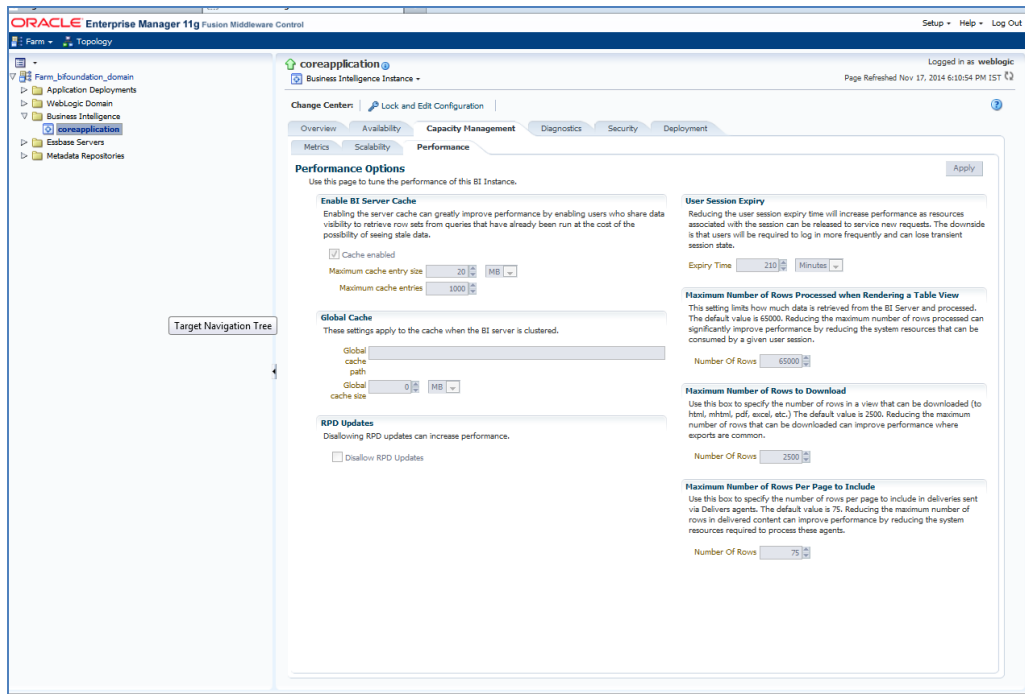 ORACLE Enterprise Manager 11g Fusion Middleware Control
Setup Help Log Out
Farm Topology
Farm_bifoundation_domain
Application Deployments
WebLogic Domain
Business Intelligence
coreapplication
Essbase Servers
Metadata Repositories
Target Navigation Tree
coreapplication
Logged in as weblogic
Business Intelligence Instance
Page Refreshed Nov 17, 2014 6:10:54 PM IST
Change Center: Lock and Edit Configuration
Overview Availability Capacity Management Diagnostics Security Deployment
Metrics Scalability Performance
Performance Options
Apply
Use this page to tune the performance of this BI Instance.
Enable BI Server Cache
Enabling the server cache can greatly improve performance by enabling users who share data
visibility to retrieve row sets from queries that have already been run at the cost of the
possibility of seeing stale data.
Cache enabled
Maximum cache entry size 20 MB
Maximum cache entries 1000
Global Cache
These settings apply to the cache when the BI server is clustered.
Global
cache
path
Global
cache size 0 MB
RPD Updates
Disallowing RPD updates can increase performance.
Disallow RPD Updates
User Session Expiry
Reducing the user session expiry time will increase performance as resources
associated with the session can be released to service new requests. The downside
is that users will be required to log in more frequently and can lose transient
session state.
Expiry Time 210 Minutes
Maximum Number of Rows Processed when Rendering a Table View
This setting limits how much data is retrieved from the BI Server and processed.
The default value is 65000. Reducing the maximum number of rows processed can
significantly improve performance by reducing the system resources that can be
consumed by a given user session.
Number Of Rows 65000
Maximum Number of Rows to Download
Use this box to specify the number of rows in a view that can be downloaded (to
html, mhtml, pdf, excel, etc.) The default value is 2500. Reducing the maximum
number of rows that can be downloaded can improve performance where
exports are common.
Number Of Rows 2500
Maximum Number of Rows Per Page to Include
Use this box to specify the number of rows per page to include in deliveries sent
via Delivers agents. The default value is 75. Reducing the maximum number of
rows in delivered content can improve performance by reducing the system
resources required to process these agents.
Number Of Rows 75